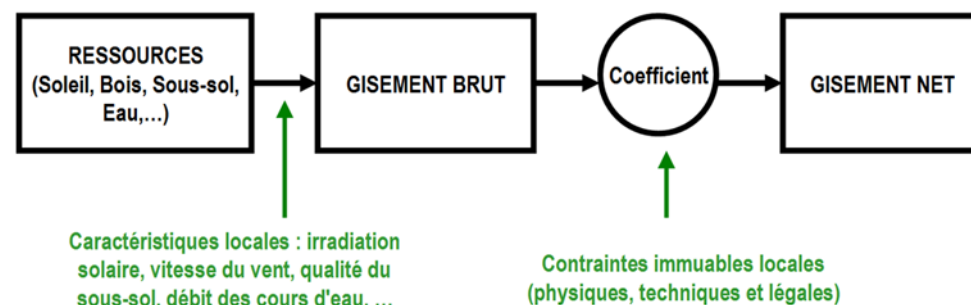 RESSOURCES
(Soleil, Bois, Sous-sol,
Eau,…)
GISEMENT BRUT
Coefficient
GISEMENT NET
Caractéristiques locales : irradiation
solaire, vitesse du vent, qualité du
sous-sol, débit des cours d'eau, …
Contraintes immuables locales
(physiques, techniques et légales)